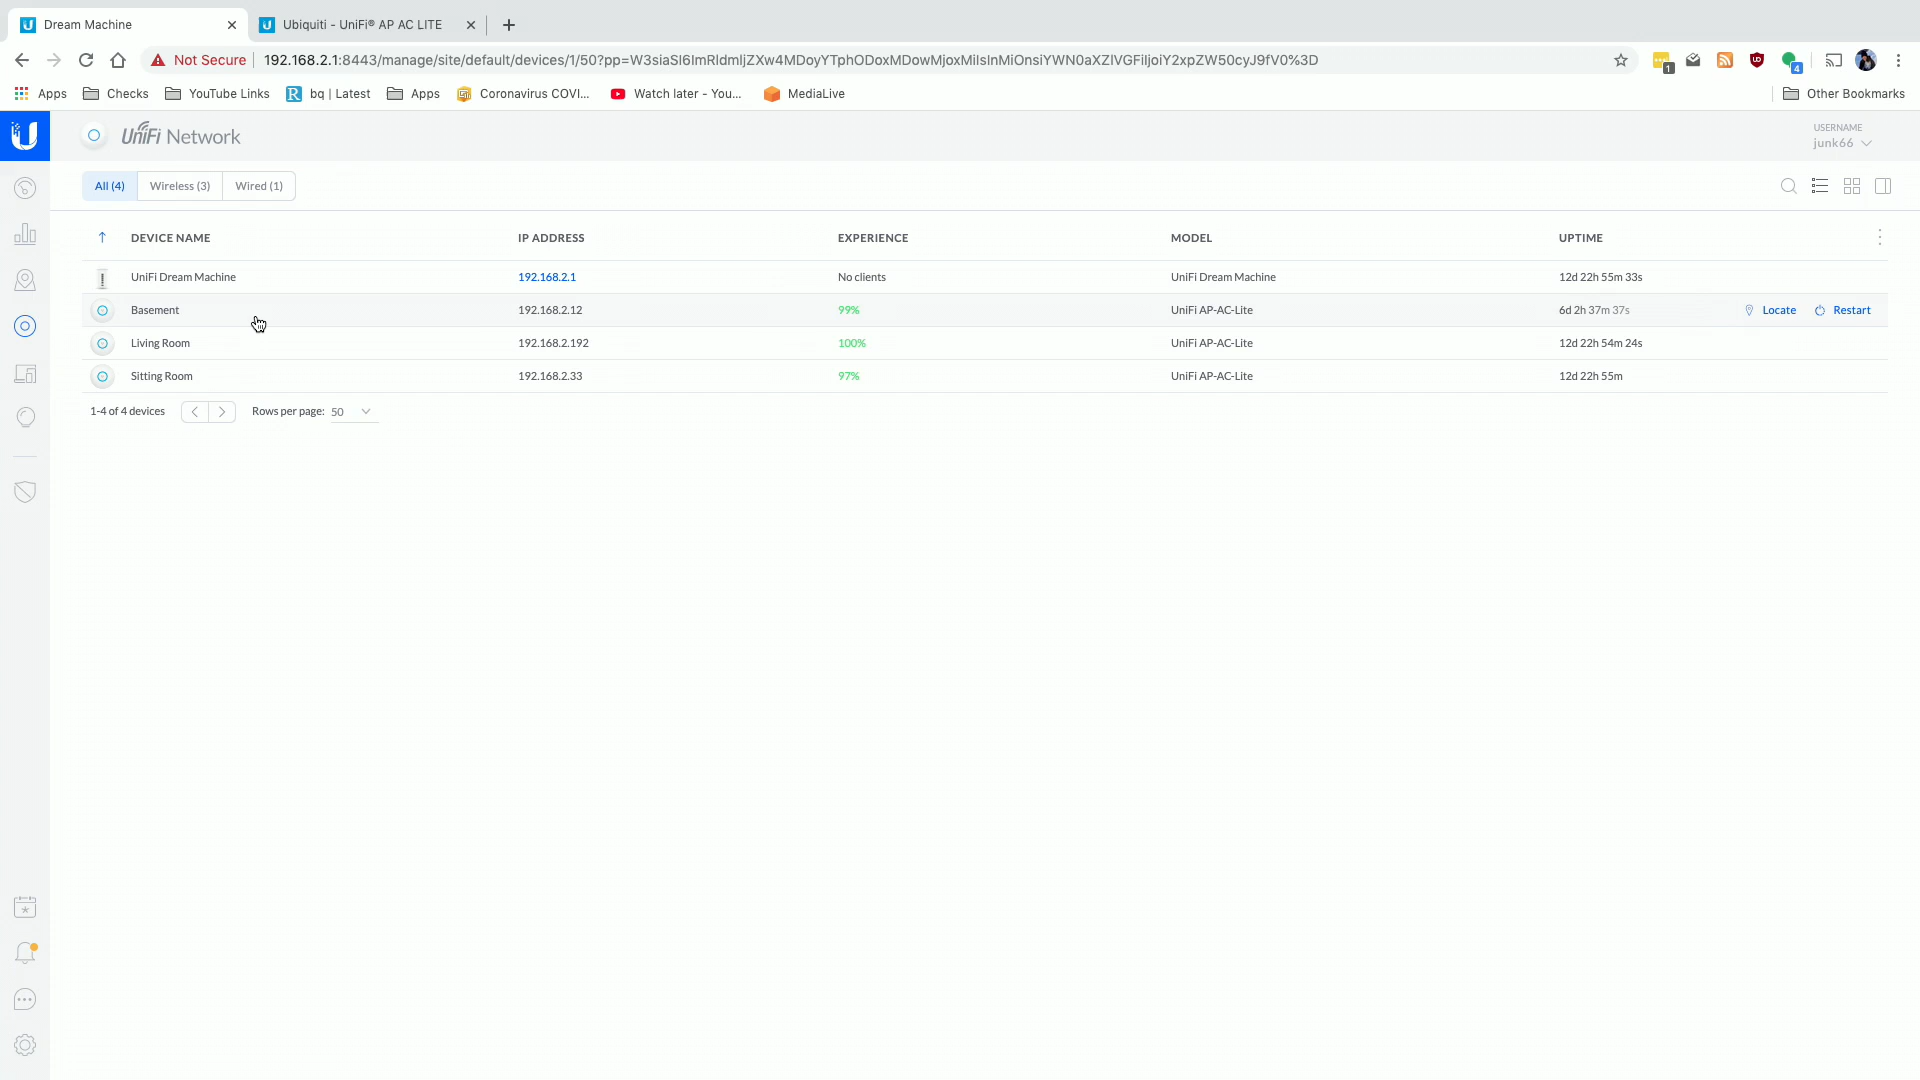 Dream Machine
Ubiquiti - UniFi® AP AC LITE
Not Secure
192.168.2.1:8443/manage/site/default/devices/1/50?pp=W3siaSI6ImRldmljZXw4MDoyYTphODoxMDowMjoxMiIsInMiOnsiYWN0aXZlVGFiIjoiY2xpZW50cyJ9fV0%3D
1
4
Apps
Checks
YouTube Links
bq | Latest
Apps
Coronavirus COVI...
Watch later - You...
MediaLive
Other Bookmarks
UniFi Network
USERNAME
junk66
All (4)
Wireless (3)
Wired (1)
DEVICE NAME IP ADDRESS EXPERIENCE MODEL UPTIME
UniFi Dream Machine 192.168.2.1 No clients UniFi Dream Machine 12d 22h 55m 33s
Basement 192.168.2.12 99% UniFi AP-AC-Lite 6d 2h 37m 37s Locate Restart
Living Room 192.168.2.192 100% UniFi AP-AC-Lite 12d 22h 54m 24s
Sitting Room 192.168.2.33 97% UniFi AP-AC-Lite 12d 22h 55m
1-4 of 4 devices Rows per page: 50